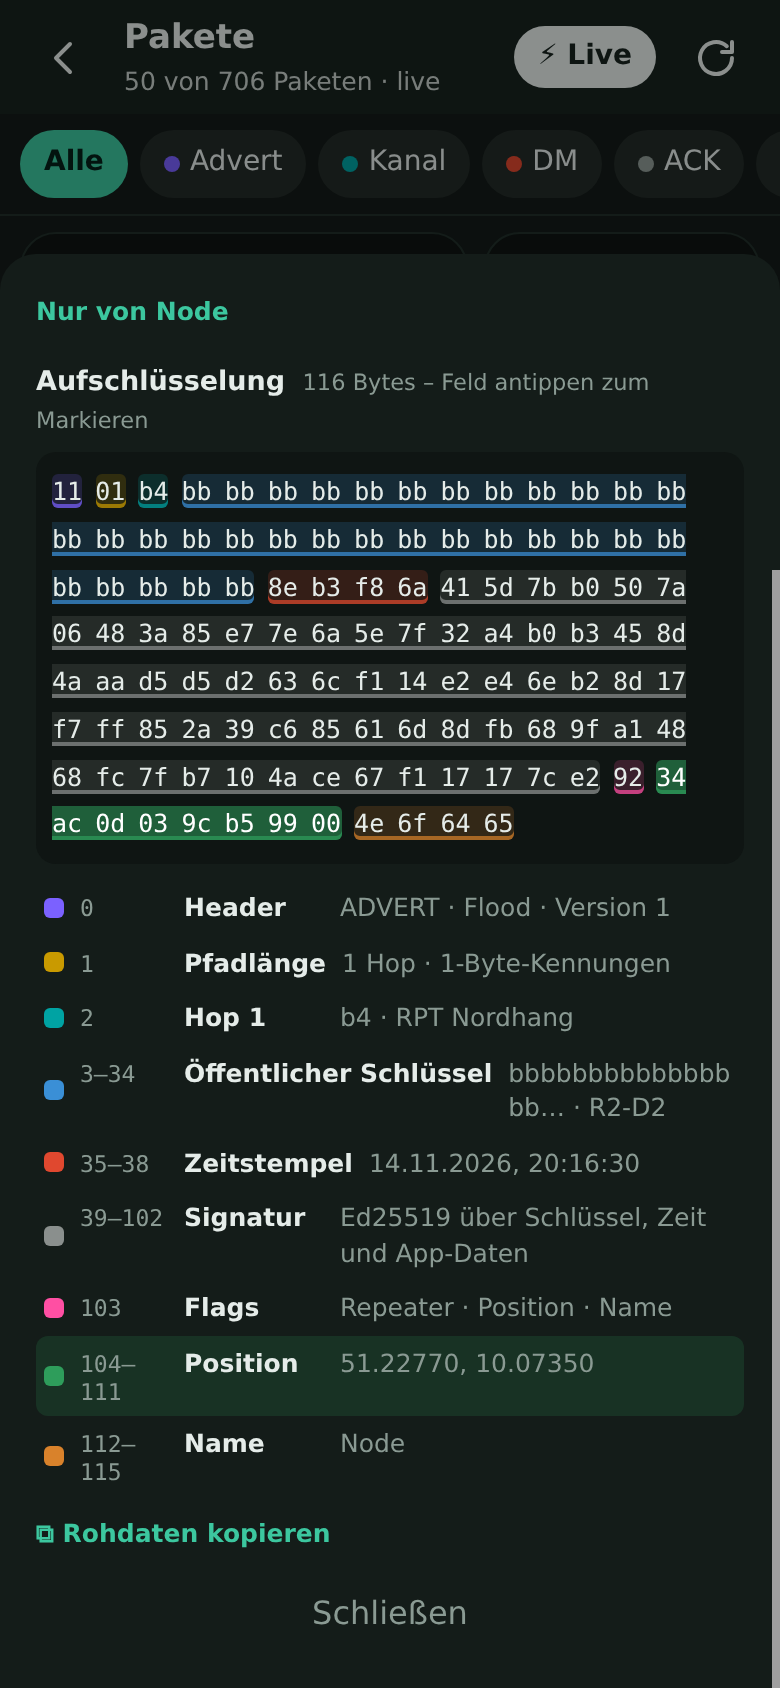 Pakete
50 von 706 Paketen · live
⚡ Live
Alle
Advert
Kanal
DM
ACK
Nur von Node
Aufschlüsselung 116 Bytes – Feld antippen zum
Markieren
11 01 b4 bb bb bb bb bb bb bb bb bb bb bb bb
bb bb bb bb bb bb bb bb bb bb bb bb bb bb bb
bb bb bb bb bb 8e b3 f8 6a 41 5d 7b b0 50 7a
06 48 3a 85 e7 7e 6a 5e 7f 32 a4 b0 b3 45 8d
4a aa d5 d5 d2 63 6c f1 14 e2 e4 6e b2 8d 17
f7 ff 85 2a 39 c6 85 61 6d 8d fb 68 9f a1 48
68 fc 7f b7 10 4a ce 67 f1 17 17 7c e2 92 34
ac 0d 03 9c b5 99 00 4e 6f 64 65
0 Header ADVERT · Flood · Version 1
1 Pfadlänge 1 Hop · 1-Byte-Kennungen
2 Hop 1 b4 · RPT Nordhang
3–34 Öffentlicher Schlüssel bbbbbbbbbbbbbb
bb… · R2-D2
35–38 Zeitstempel 14.11.2026, 20:16:30
39–102 Signatur Ed25519 über Schlüssel, Zeit
und App-Daten
103 Flags Repeater · Position · Name
104– Position 51.22770, 10.07350
111
112– Name Node
115
⧉ Rohdaten kopieren
Schließen